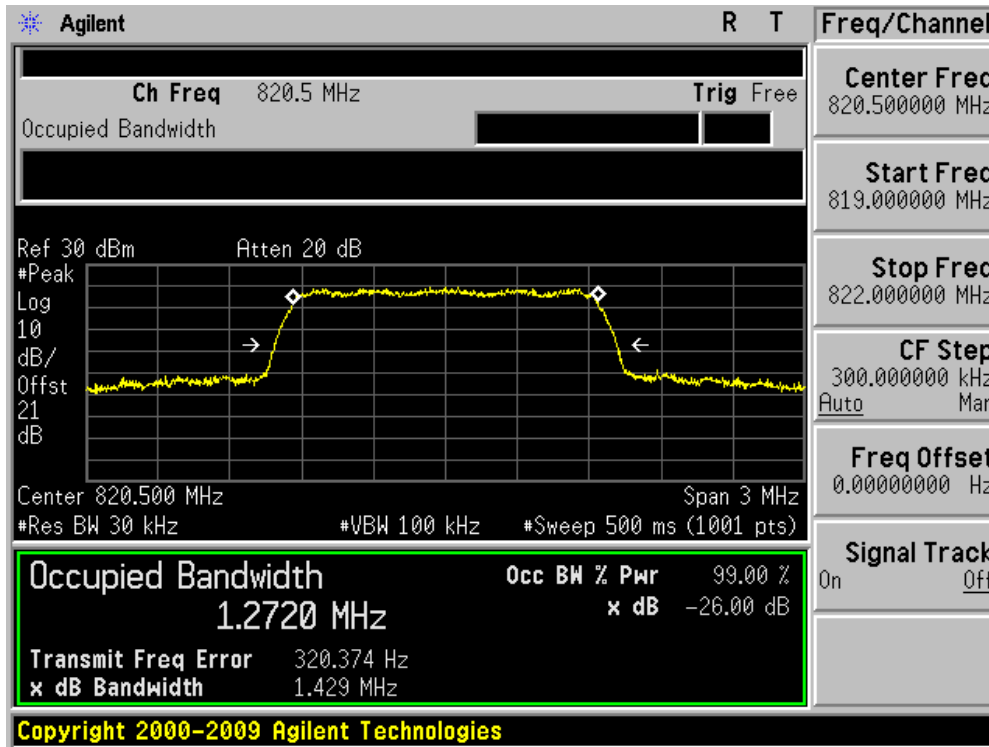 Agilent R T
Ch Freq 820.5 MHz Trig Free
Occupied Bandwidth
Ref 30 dBm Atten 20 dB
#Peak
Log
10
dB/
Offst
21
dB
Center 820.500 MHz Span 3 MHz
#Res BW 30 kHz #VBW 100 kHz #Sweep 500 ms (1001 pts)
Occupied Bandwidth
1.2720 MHz
Occ BW % Pwr 99.00 %
x dB -26.00 dB
Transmit Freq Error 320.374 Hz
x dB Bandwidth 1.429 MHz
Copyright 2000-2009 Agilent Technologies
Freq/Channel
Center Freq
820.500000 MHz
Start Freq
819.000000 MHz
Stop Freq
822.000000 MHz
CF Step
300.000000 kHz
Auto Man
Freq Offset
0.00000000 Hz
Signal Track
On Off